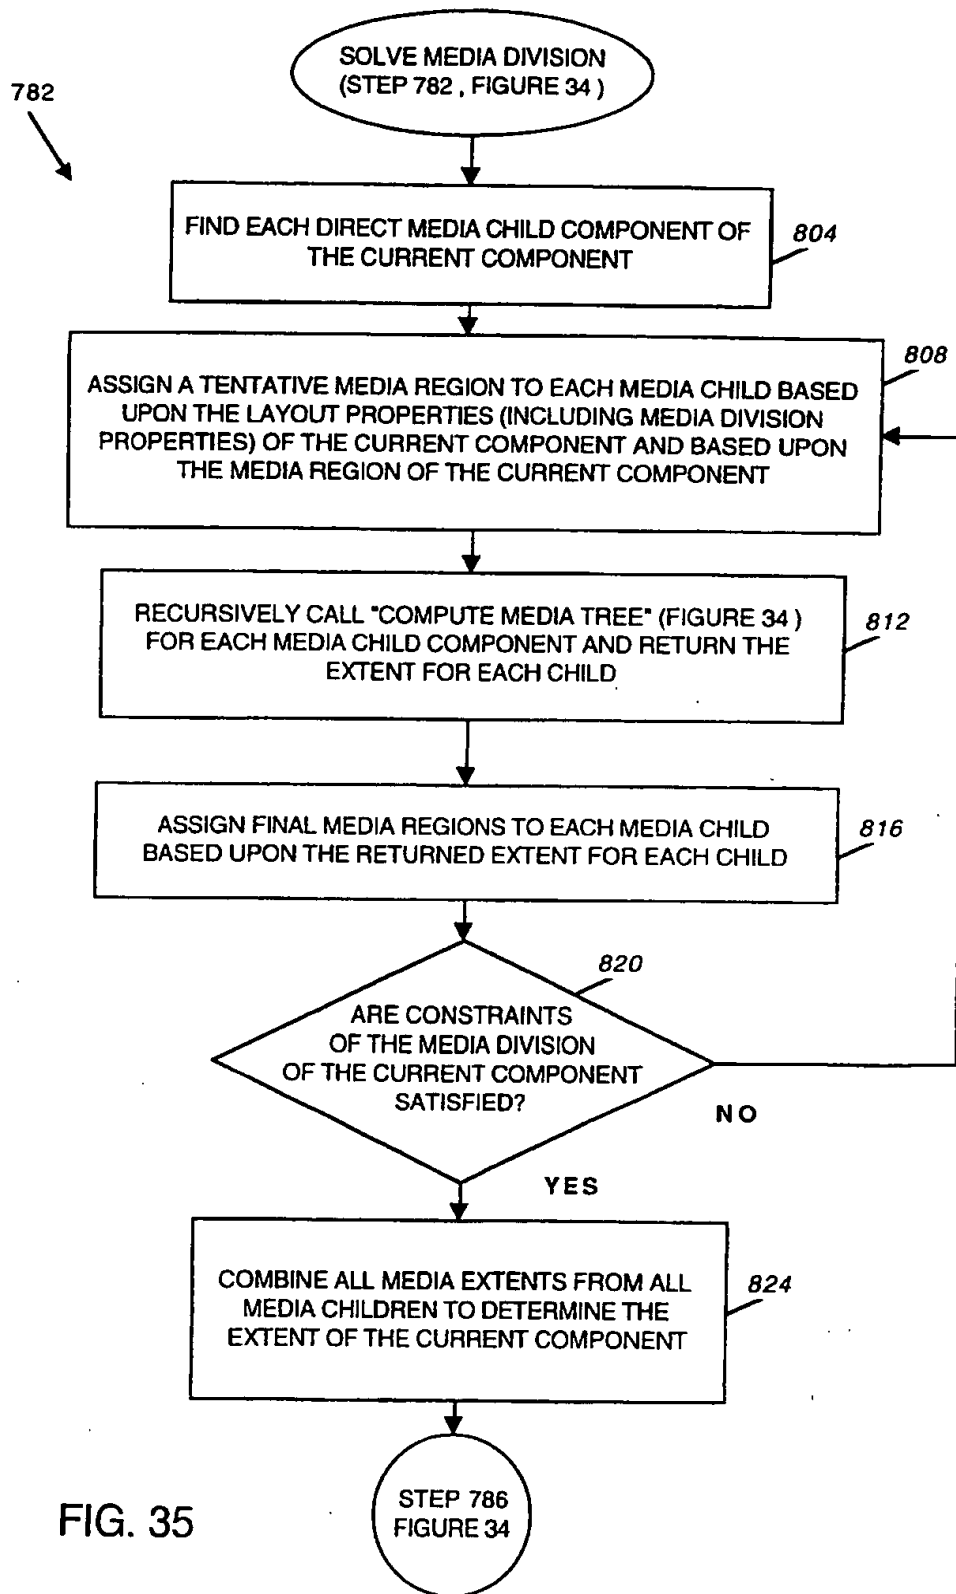 SOLVE MEDIA DIVISION
(STEP 782 , FIGURE 34 )
782
FIND EACH DIRECT MEDIA CHILD COMPONENT OF
THE CURRENT COMPONENT
804
808
ASSIGN A TENTATIVE MEDIA REGION TO EACH MEDIA CHILD BASED
UPON THE LAYOUT PROPERTIES (INCLUDING MEDIA DIVISION
PROPERTIES) OF THE CURRENT COMPONENT AND BASED UPON
THE MEDIA REGION OF THE CURRENT COMPONENT
RECURSIVELY CALL "COMPUTE MEDIA TREE" (FIGURE 34 )
FOR EACH MEDIA CHILD COMPONENT AND RETURN THE
EXTENT FOR EACH CHILD
812
ASSIGN FINAL MEDIA REGIONS TO EACH MEDIA CHILD
BASED UPON THE RETURNED EXTENT FOR EACH CHILD
816
820
ARE CONSTRAINTS
OF THE MEDIA DIVISION
OF THE CURRENT COMPONENT
SATISFIED?
NO
YES
COMBINE ALL MEDIA EXTENTS FROM ALL
MEDIA CHILDREN TO DETERMINE THE
EXTENT OF THE CURRENT COMPONENT
824
STEP 786
FIGURE 34
FIG. 35